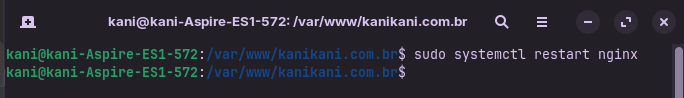 kani@kani-Aspire-ES1-572: /var/www/kanikani.com.br
kani@kani-Aspire-ES1-572:/var/www/kanikani.com.br$ sudo systemctl restart nginx
kani@kani-Aspire-ES1-572:/var/www/kanikani.com.br$